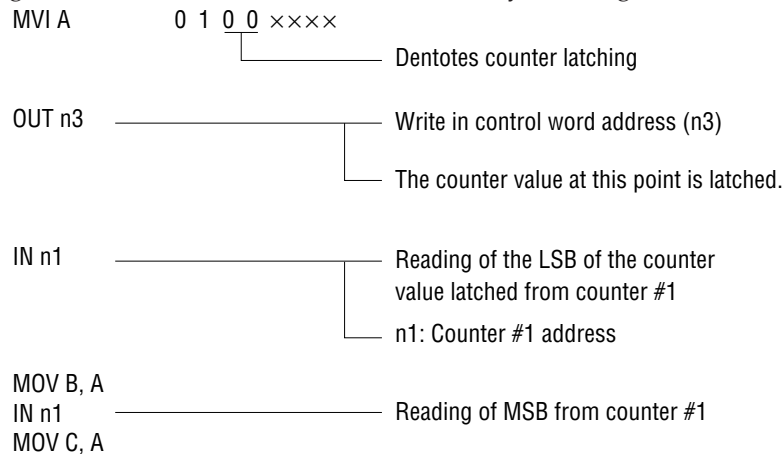 MVI A 0 1 0 0 ××××
Dentotes counter latching
OUT n3 Write in control word address (n3)
The counter value at this point is latched.
IN n1 Reading of the LSB of the counter
value latched from counter #1
n1: Counter #1 address
MOV B, A
IN n1 Reading of MSB from counter #1
MOV C, A